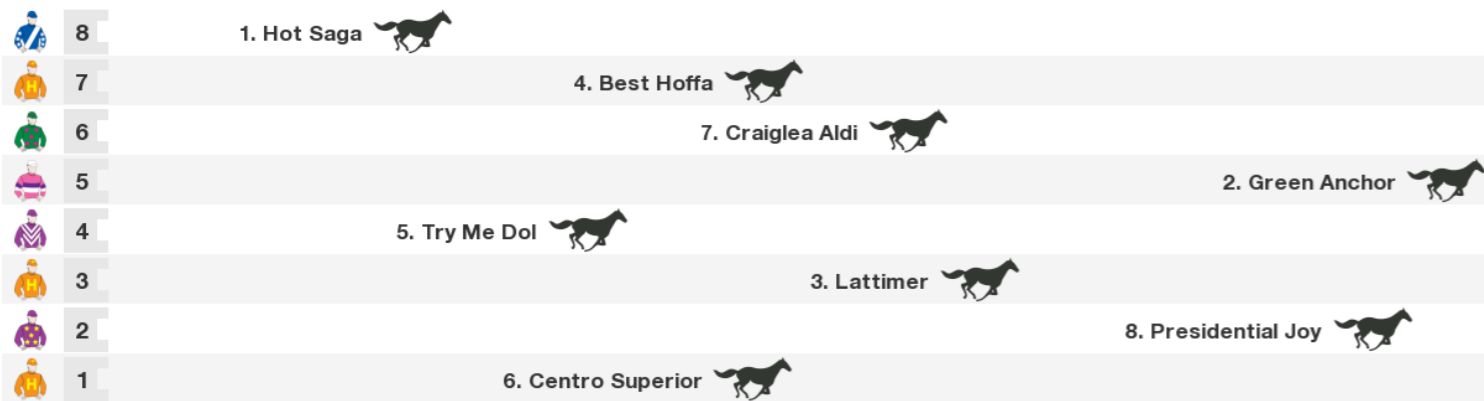 8 1. Hot Saga
H 7 4. Best Hoffa
6 7. Craiglea Aldi
5 2. Green Anchor
4 5. Try Me Dol
H 3 3. Lattimer
2 8. Presidential Joy
H 1 6. Centro Superior